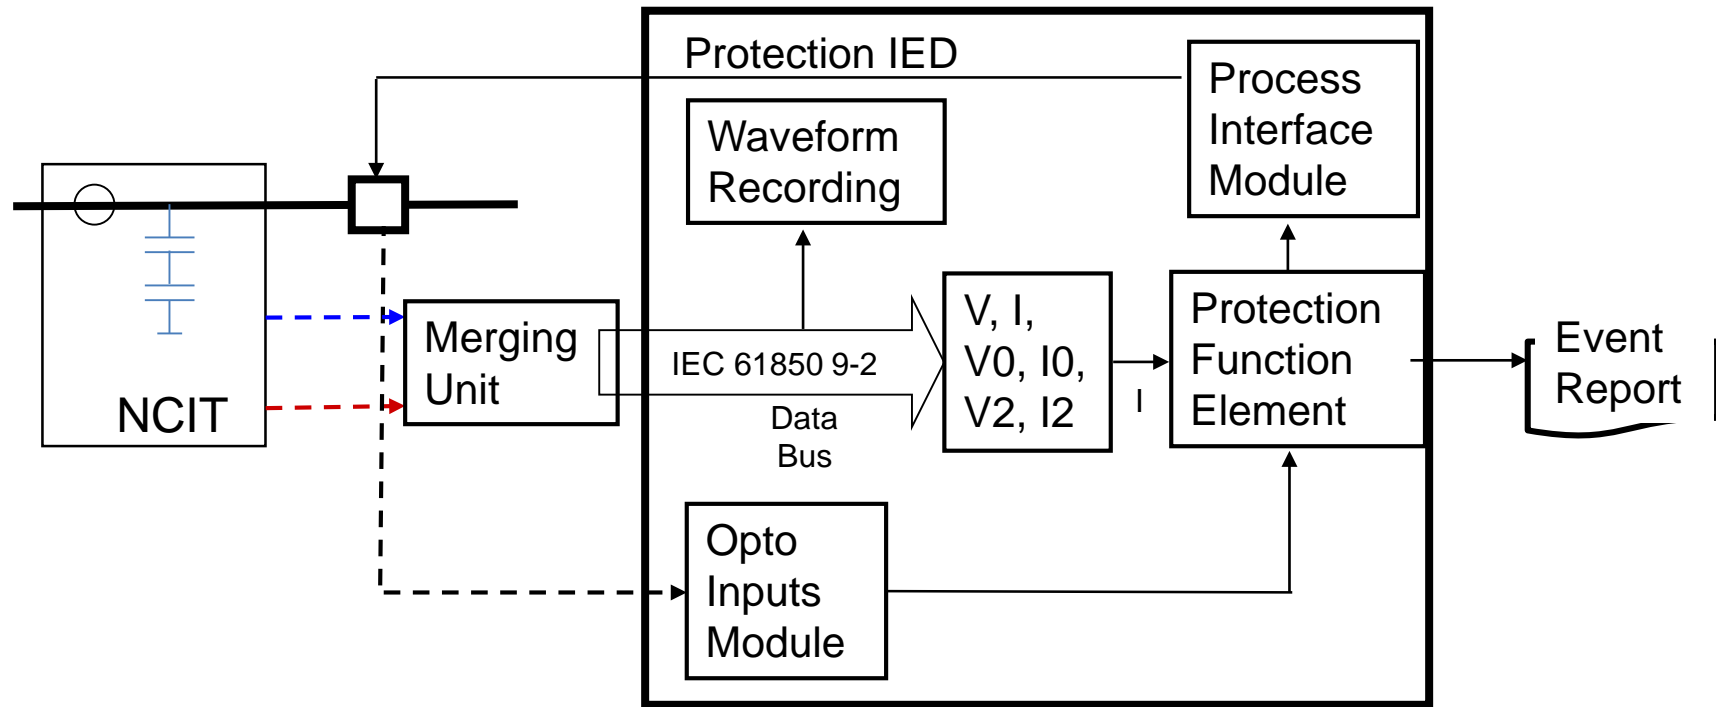 Protection IED
Process
Interface
Module
Waveform
Recording
NCIT
Merging
Unit
IEC 61850 9-2
Data
Bus
V, I,
V0, I0,
V2, I2
I
Protection
Function
Element
Event
Report
Opto
Inputs
Module